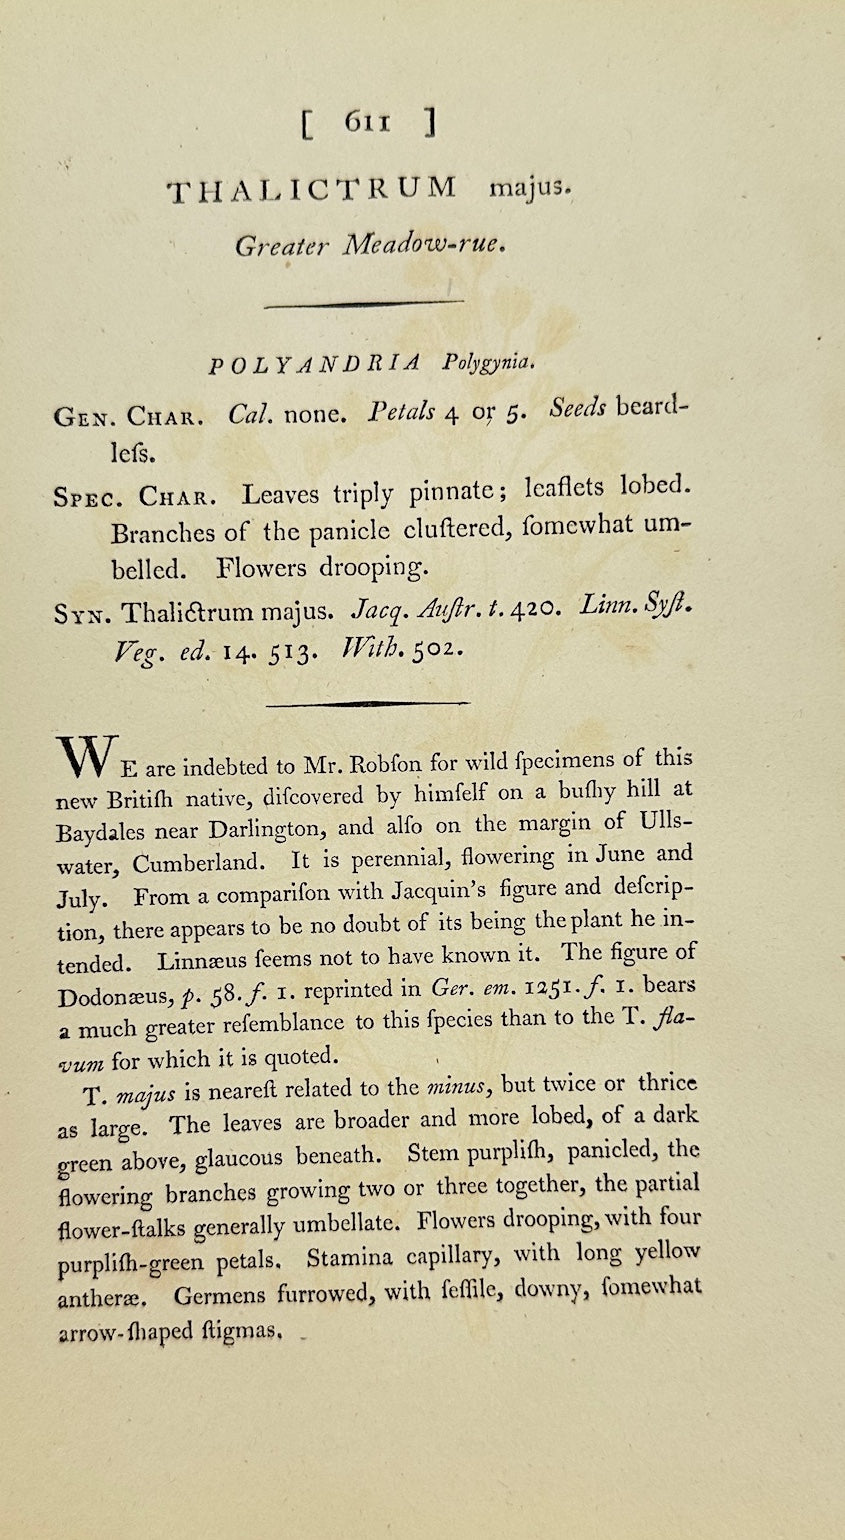 [ 611 ]
THALICTRUM majus.
Greater Meadow-rue.
POLYANDRIA Polygynia.
GEN. CHAR. Cal. none. Petals 4 or 5. Seeds beard-
leſs.
SPEC. CHAR. Leaves triply pinnate; leaflets lobed.
Branches of the panicle cluſtered, ſomewhat um-
belled. Flowers drooping.
SYN. Thalictrum majus. Jacq. Auſtr. t. 420. Linn. Syſt.
Veg. ed. 14. 513. With. 502.
WE are indebted to Mr. Robſon for wild ſpecimens of this
new Britiſh native, diſcovered by himſelf on a buſhy hill at
Baydales near Darlington, and alſo on the margin of Ulls-
water, Cumberland. It is perennial, flowering in June and
July. From a compariſon with Jacquin's figure and deſcrip-
tion, there appears to be no doubt of its being the plant he in-
tended. Linnæus ſeems not to have known it. The figure of
Dodonæus, p. 58. f. 1. reprinted in Ger. em. 1251. f. 1. bears
a much greater reſemblance to this ſpecies than to the T. fla-
vum for which it is quoted.
T. majus is neareſt related to the minus, but twice or thrice
as large. The leaves are broader and more lobed, of a dark
green above, glaucous beneath. Stem purpliſh, panicled, the
flowering branches growing two or three together, the partial
flower-ſtalks generally umbellate. Flowers drooping, with four
purpliſh-green petals. Stamina capillary, with long yellow
antheræ. Germens furrowed, with ſeſſile, downy, ſomewhat
arrow-ſhaped ſtigmas.